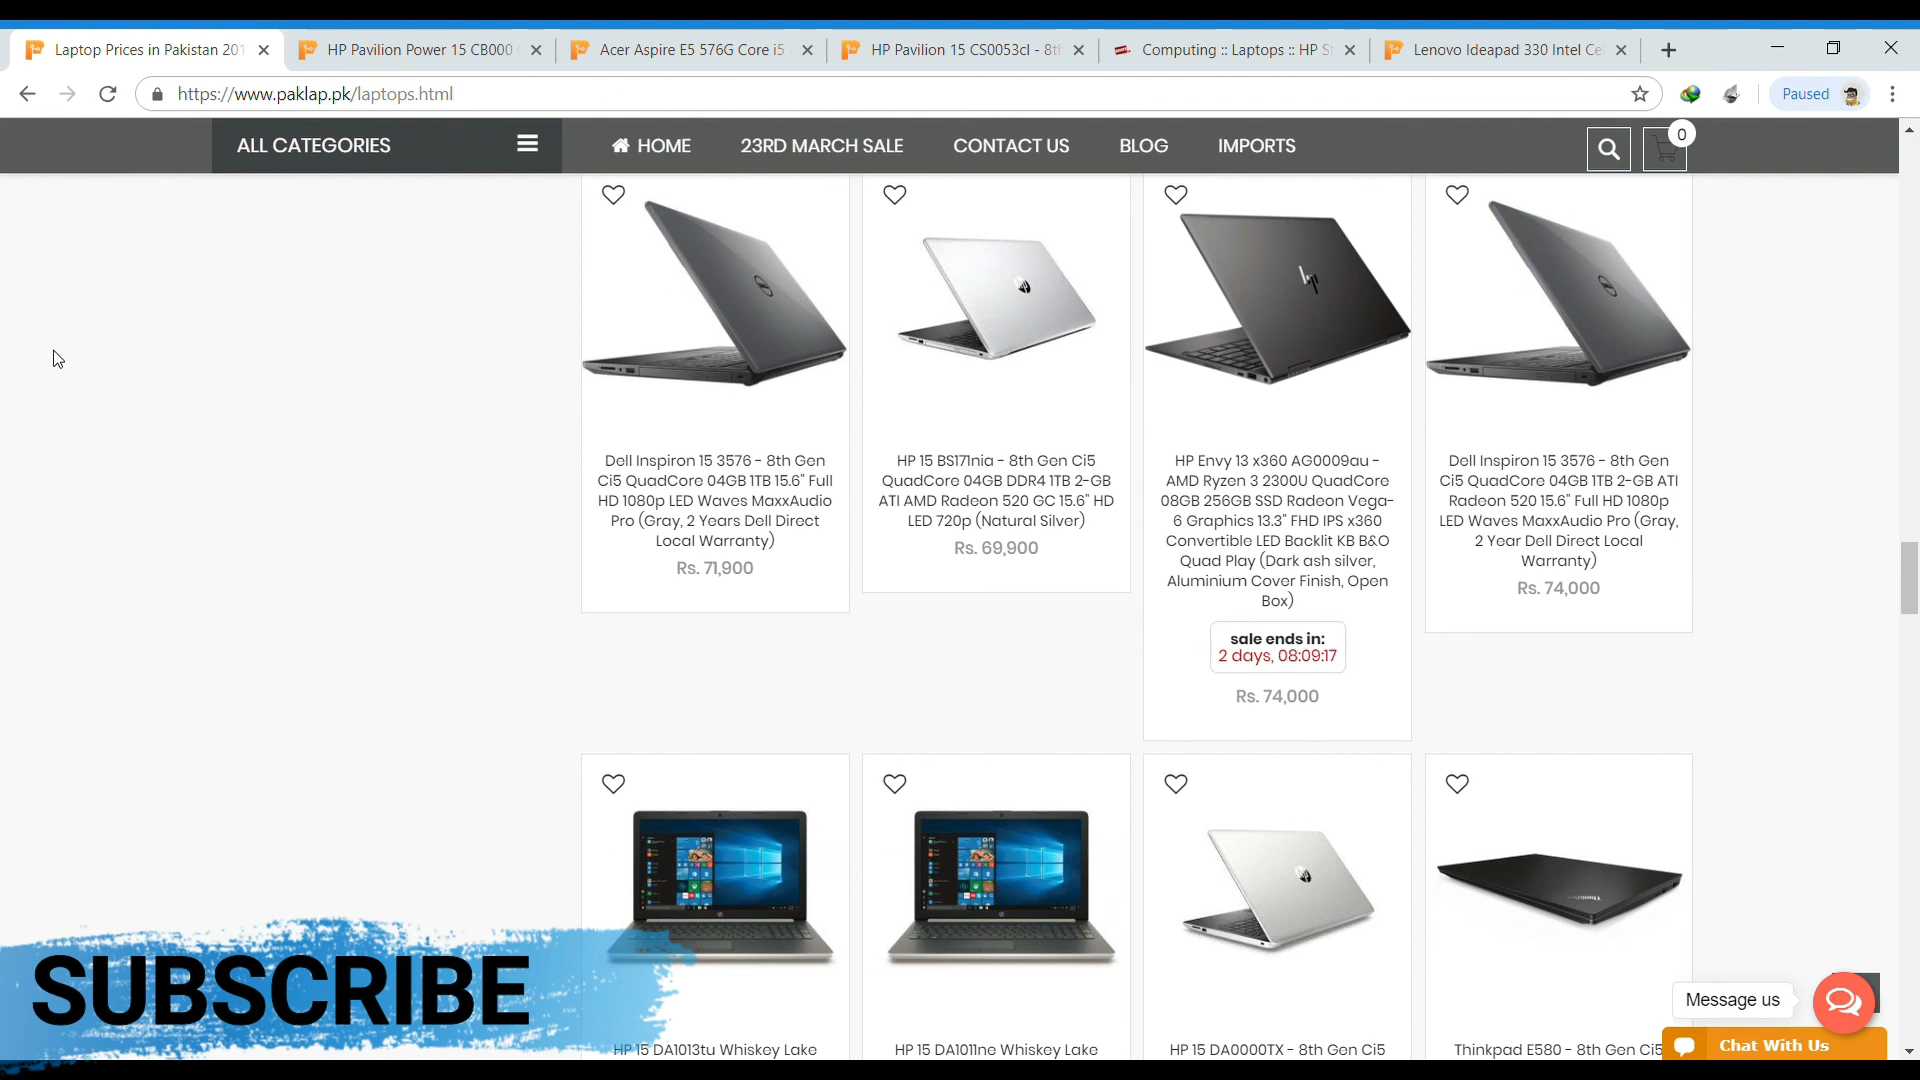 Laptop Prices in Pakistan 201
HP Pavilion Power 15 CB000
Acer Aspire E5 576G Core i5
HP Pavilion 15 CS0053cl - 8th
Computing :: Laptops :: HP St
Lenovo Ideapad 330 Intel Cel
https://www.paklap.pk/laptops.html
Paused
ALL CATEGORIES
HOME
23RD MARCH SALE
CONTACT US
BLOG
IMPORTS
0
Dell Inspiron 15 3576 - 8th Gen
Ci5 QuadCore 04GB 1TB 15.6" Full
HD 1080p LED Waves MaxxAudio
Pro (Gray, 2 Years Dell Direct
Local Warranty)
Rs. 71,900
HP 15 BS171nia - 8th Gen Ci5
QuadCore 04GB DDR4 1TB 2-GB
ATI AMD Radeon 520 GC 15.6" HD
LED 720p (Natural Silver)
Rs. 69,900
HP Envy 13 x360 AG0009au -
AMD Ryzen 3 2300U QuadCore
08GB 256GB SSD Radeon Vega-
6 Graphics 13.3" FHD IPS x360
Convertible LED Backlit KB B&O
Quad Play (Dark ash silver,
Aluminium Cover Finish, Open
Box)
sale ends in:
2 days, 08:09:17
Rs. 74,000
Dell Inspiron 15 3576 - 8th Gen
Ci5 QuadCore 04GB 1TB 2-GB ATI
Radeon 520 15.6" Full HD 1080p
LED Waves MaxxAudio Pro (Gray,
2 Year Dell Direct Local
Warranty)
Rs. 74,000
HP 15 DA1013tu Whiskey Lake
HP 15 DA1011ne Whiskey Lake
HP 15 DA0000TX - 8th Gen Ci5
Thinkpad E580 - 8th Gen Ci5
SUBSCRIBE
Message us
Chat With Us